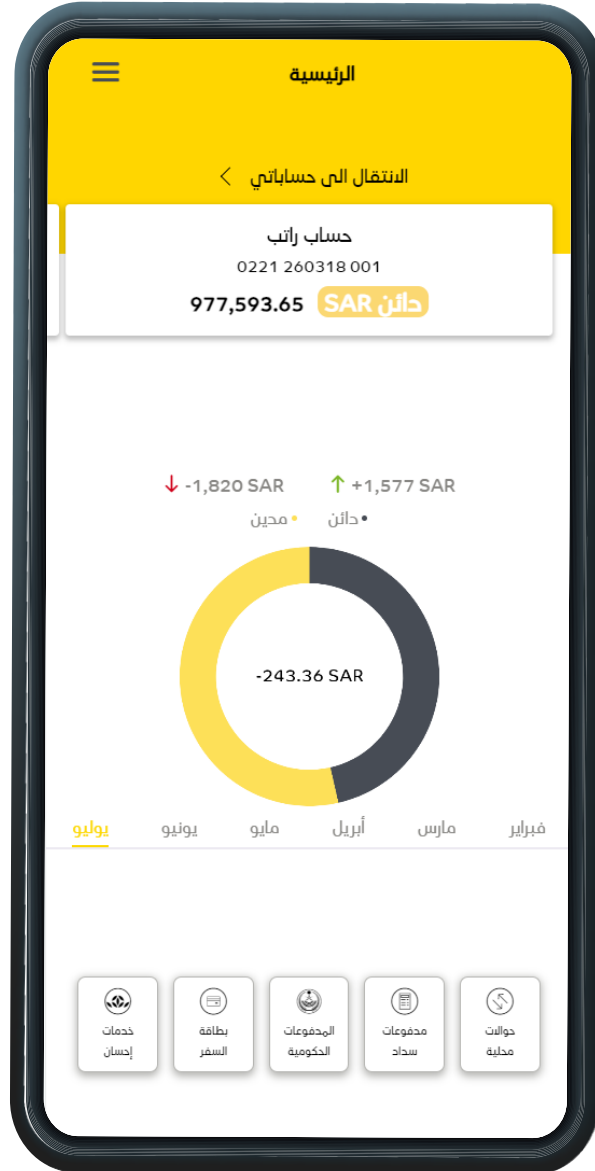 الرئيسية
الانتقال الى حساباتي
حساب راتب
0221 260318 001
977,593.65 SAR دائن
-1,820 SAR +1,577 SAR
دائن مدين
-243.36 SAR
فبراير مارس أبريل مايو يونيو يوليو
حوالات محلية
مدفوعات سداد
المدفوعات الحكومية
بطاقة السفر
خدمات إحسان